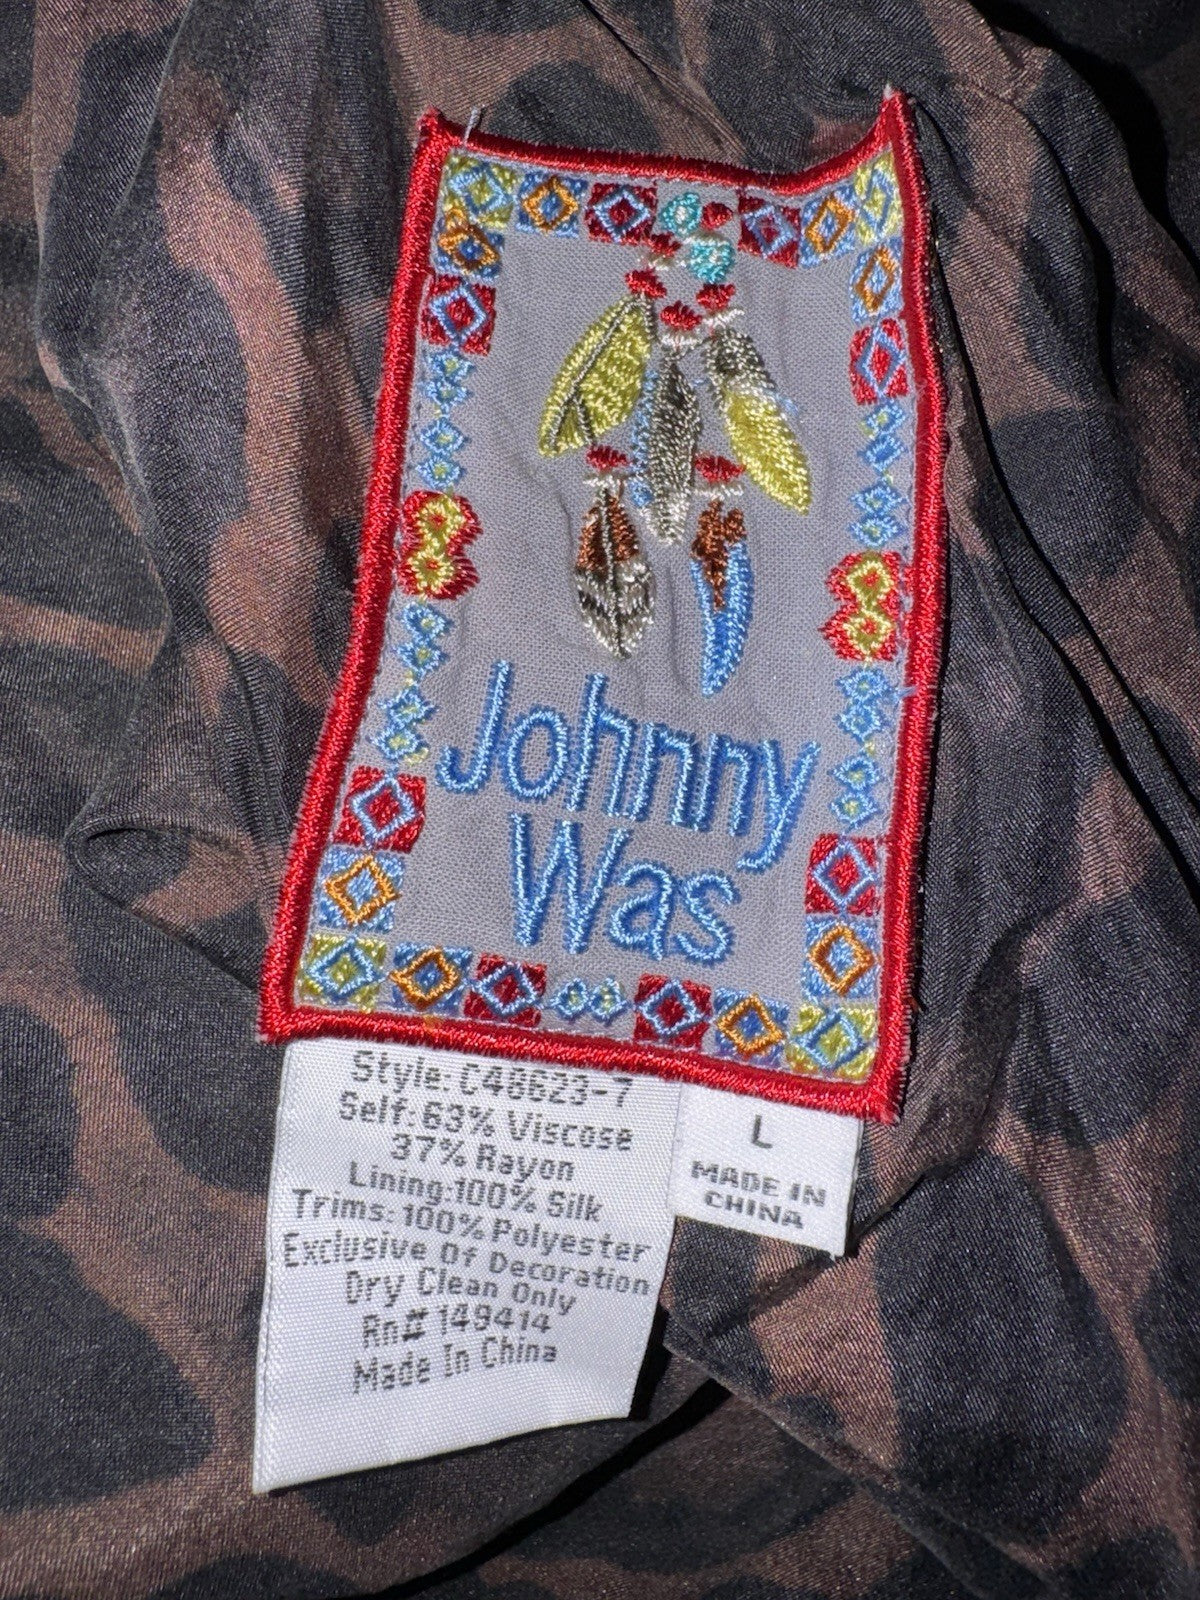 Johnny
Was
Style: C48623-7
Self: 63% Viscose
37% Rayon
Lining:100% Silk
Trims: 100% Polyester
Exclusive Of Decoration
Dry Clean Only
Rn# 149414
Made In China
L
MADE IN
CHINA